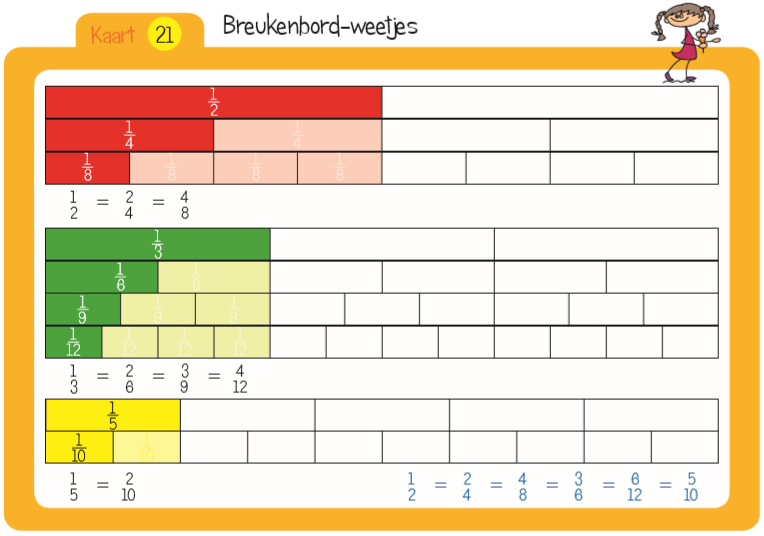 Kaart 21
Breukenbord-weetjes
1/2
1/4 1/4
1/8 1/8 1/8 1/8
1/2 = 2/4 = 4/8
1/3
1/6 1/6
1/9 1/9 1/9
1/12 1/12 1/12 1/12
1/3 = 2/6 = 3/9 = 4/12
1/5
1/10 1/10
1/5 = 2/10
1/2 = 2/4 = 4/8 = 3/6 = 6/12 = 5/10